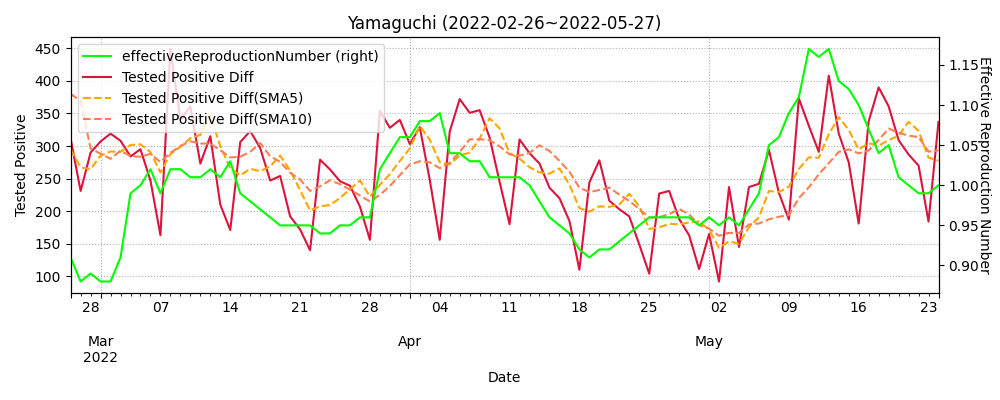 Yamaguchi (2022-02-26~2022-05-27)
effectiveReproductionNumber (right)
Tested Positive Diff
Tested Positive Diff(SMA5)
Tested Positive Diff(SMA10)
Tested Positive
450
400
350
300
250
200
150
100
Effective Reproduction Number
1.15
1.10
1.05
1.00
0.95
0.90
28 07 14 21 28 04 11 18 25 02 09 16 23
Mar Apr May
2022
Date